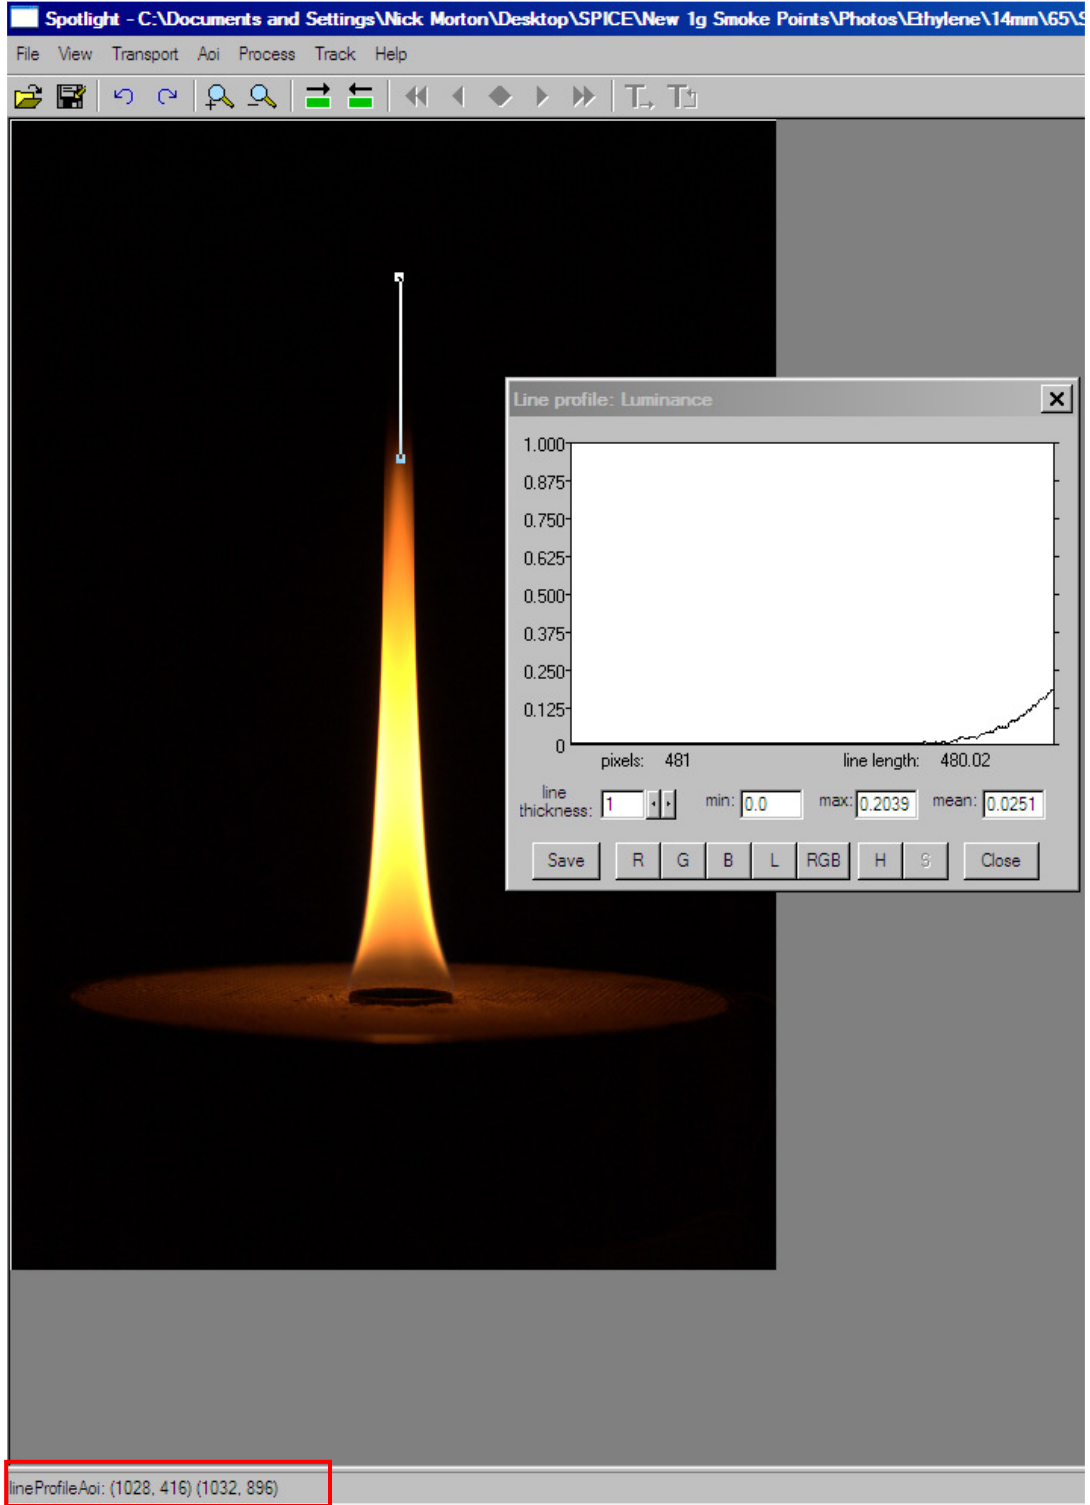 Spotlight - C:\Documents and Settings\Nick Morton\Desktop\SPICE\New 1g Smoke Points\Photos\Ethylene\14mm\65\
File View Transport Aoi Process Track Help
Line profile: Luminance
1.000
0.875
0.750
0.625
0.500
0.375
0.250
0.125
0
pixels: 481 line length: 480.02
line thickness: 1 min: 0.0 max: 0.2039 mean: 0.0251
Save R G B L RGB H S Close
lineProfileAoi: (1028, 416) (1032, 896)